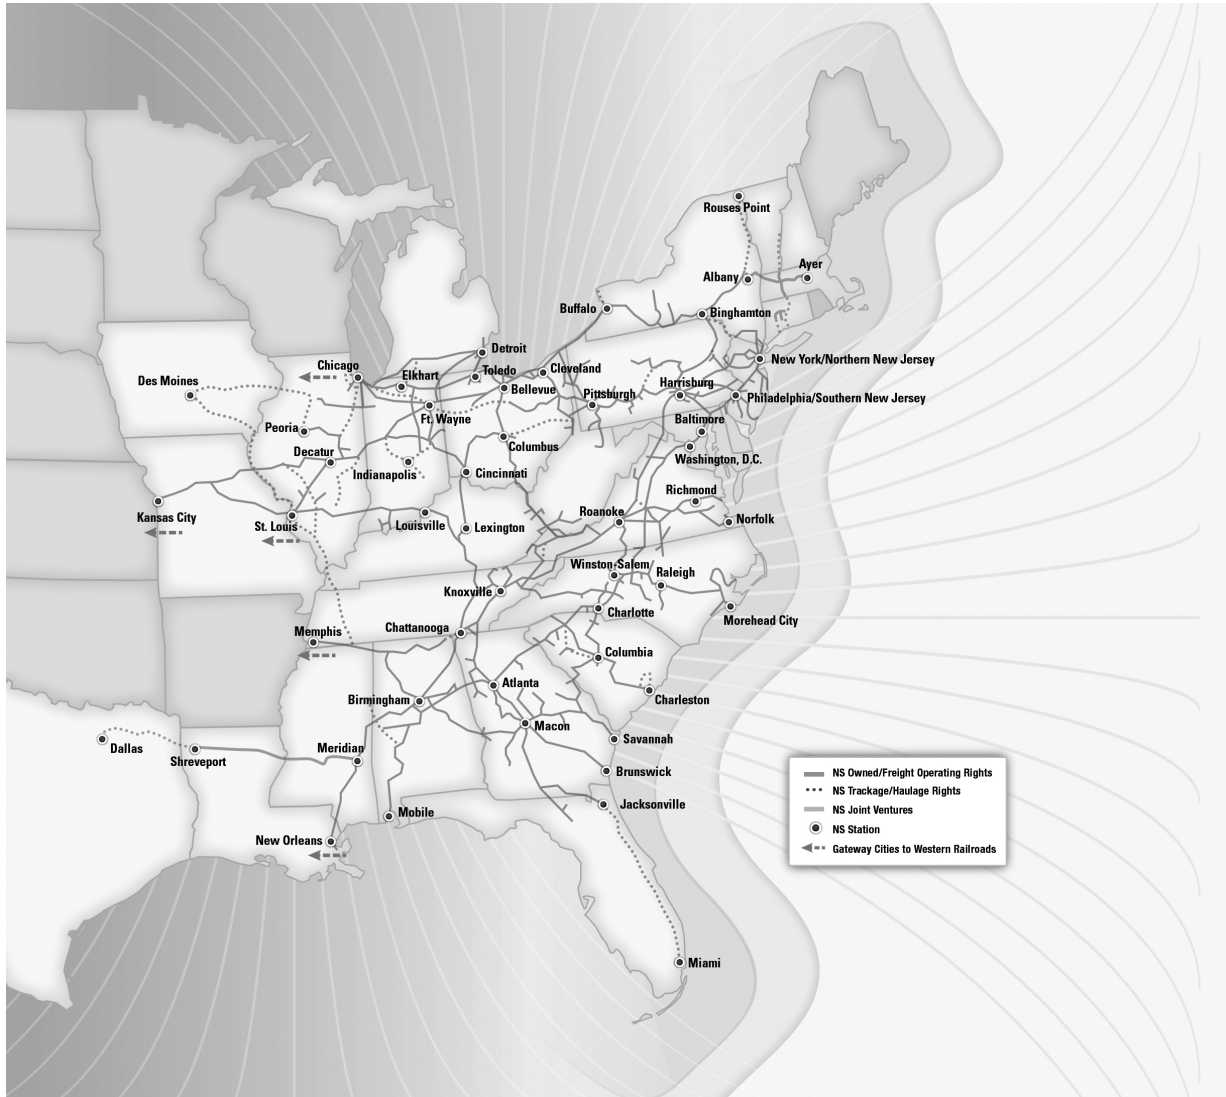 Rouses Point
Ayer
Albany
Buffalo
Binghamton
Detroit
New York/Northern New Jersey
Chicago
Toledo
Cleveland
Elkhart
Des Moines
Harrisburg
Bellevue
Pittsburgh
Philadelphia/Southern New Jersey
Ft. Wayne
Baltimore
Peoria
Columbus
Decatur
Washington, D.C.
Indianapolis
Cincinnati
Richmond
Kansas City
Roanoke
Norfolk
St. Louis
Louisville
Lexington
Winston-Salem
Raleigh
Knoxville
Charlotte
Morehead City
Chattanooga
Memphis
Columbia
Atlanta
Birmingham
Charleston
Macon
Savannah
Meridian
Dallas
Shreveport
Brunswick
NS Owned/Freight Operating Rights
NS Trackage/Haulage Rights
NS Joint Ventures
NS Station
Gateway Cities to Western Railroads
Jacksonville
Mobile
New Orleans
Miami